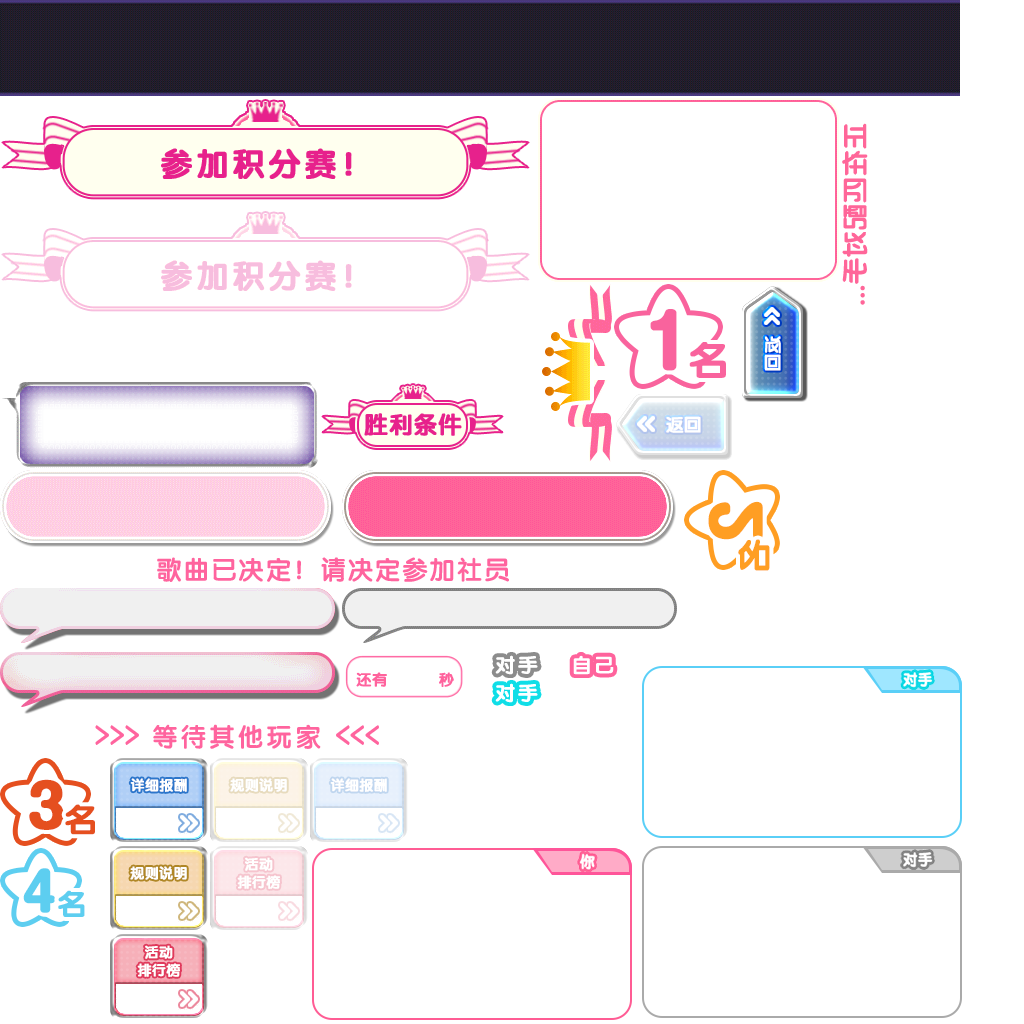 参加积分赛!
参加积分赛!
正在匹配对手...
1名
返回
返回
胜利条件
2名
歌曲已决定! 请决定参加社员
还有 秒
对手
自己
对手
对手
>>> 等待其他玩家 <<<
3名
详细报酬
规则说明
详细报酬
4名
规则说明
活动
排行榜
你
对手
活动
排行榜